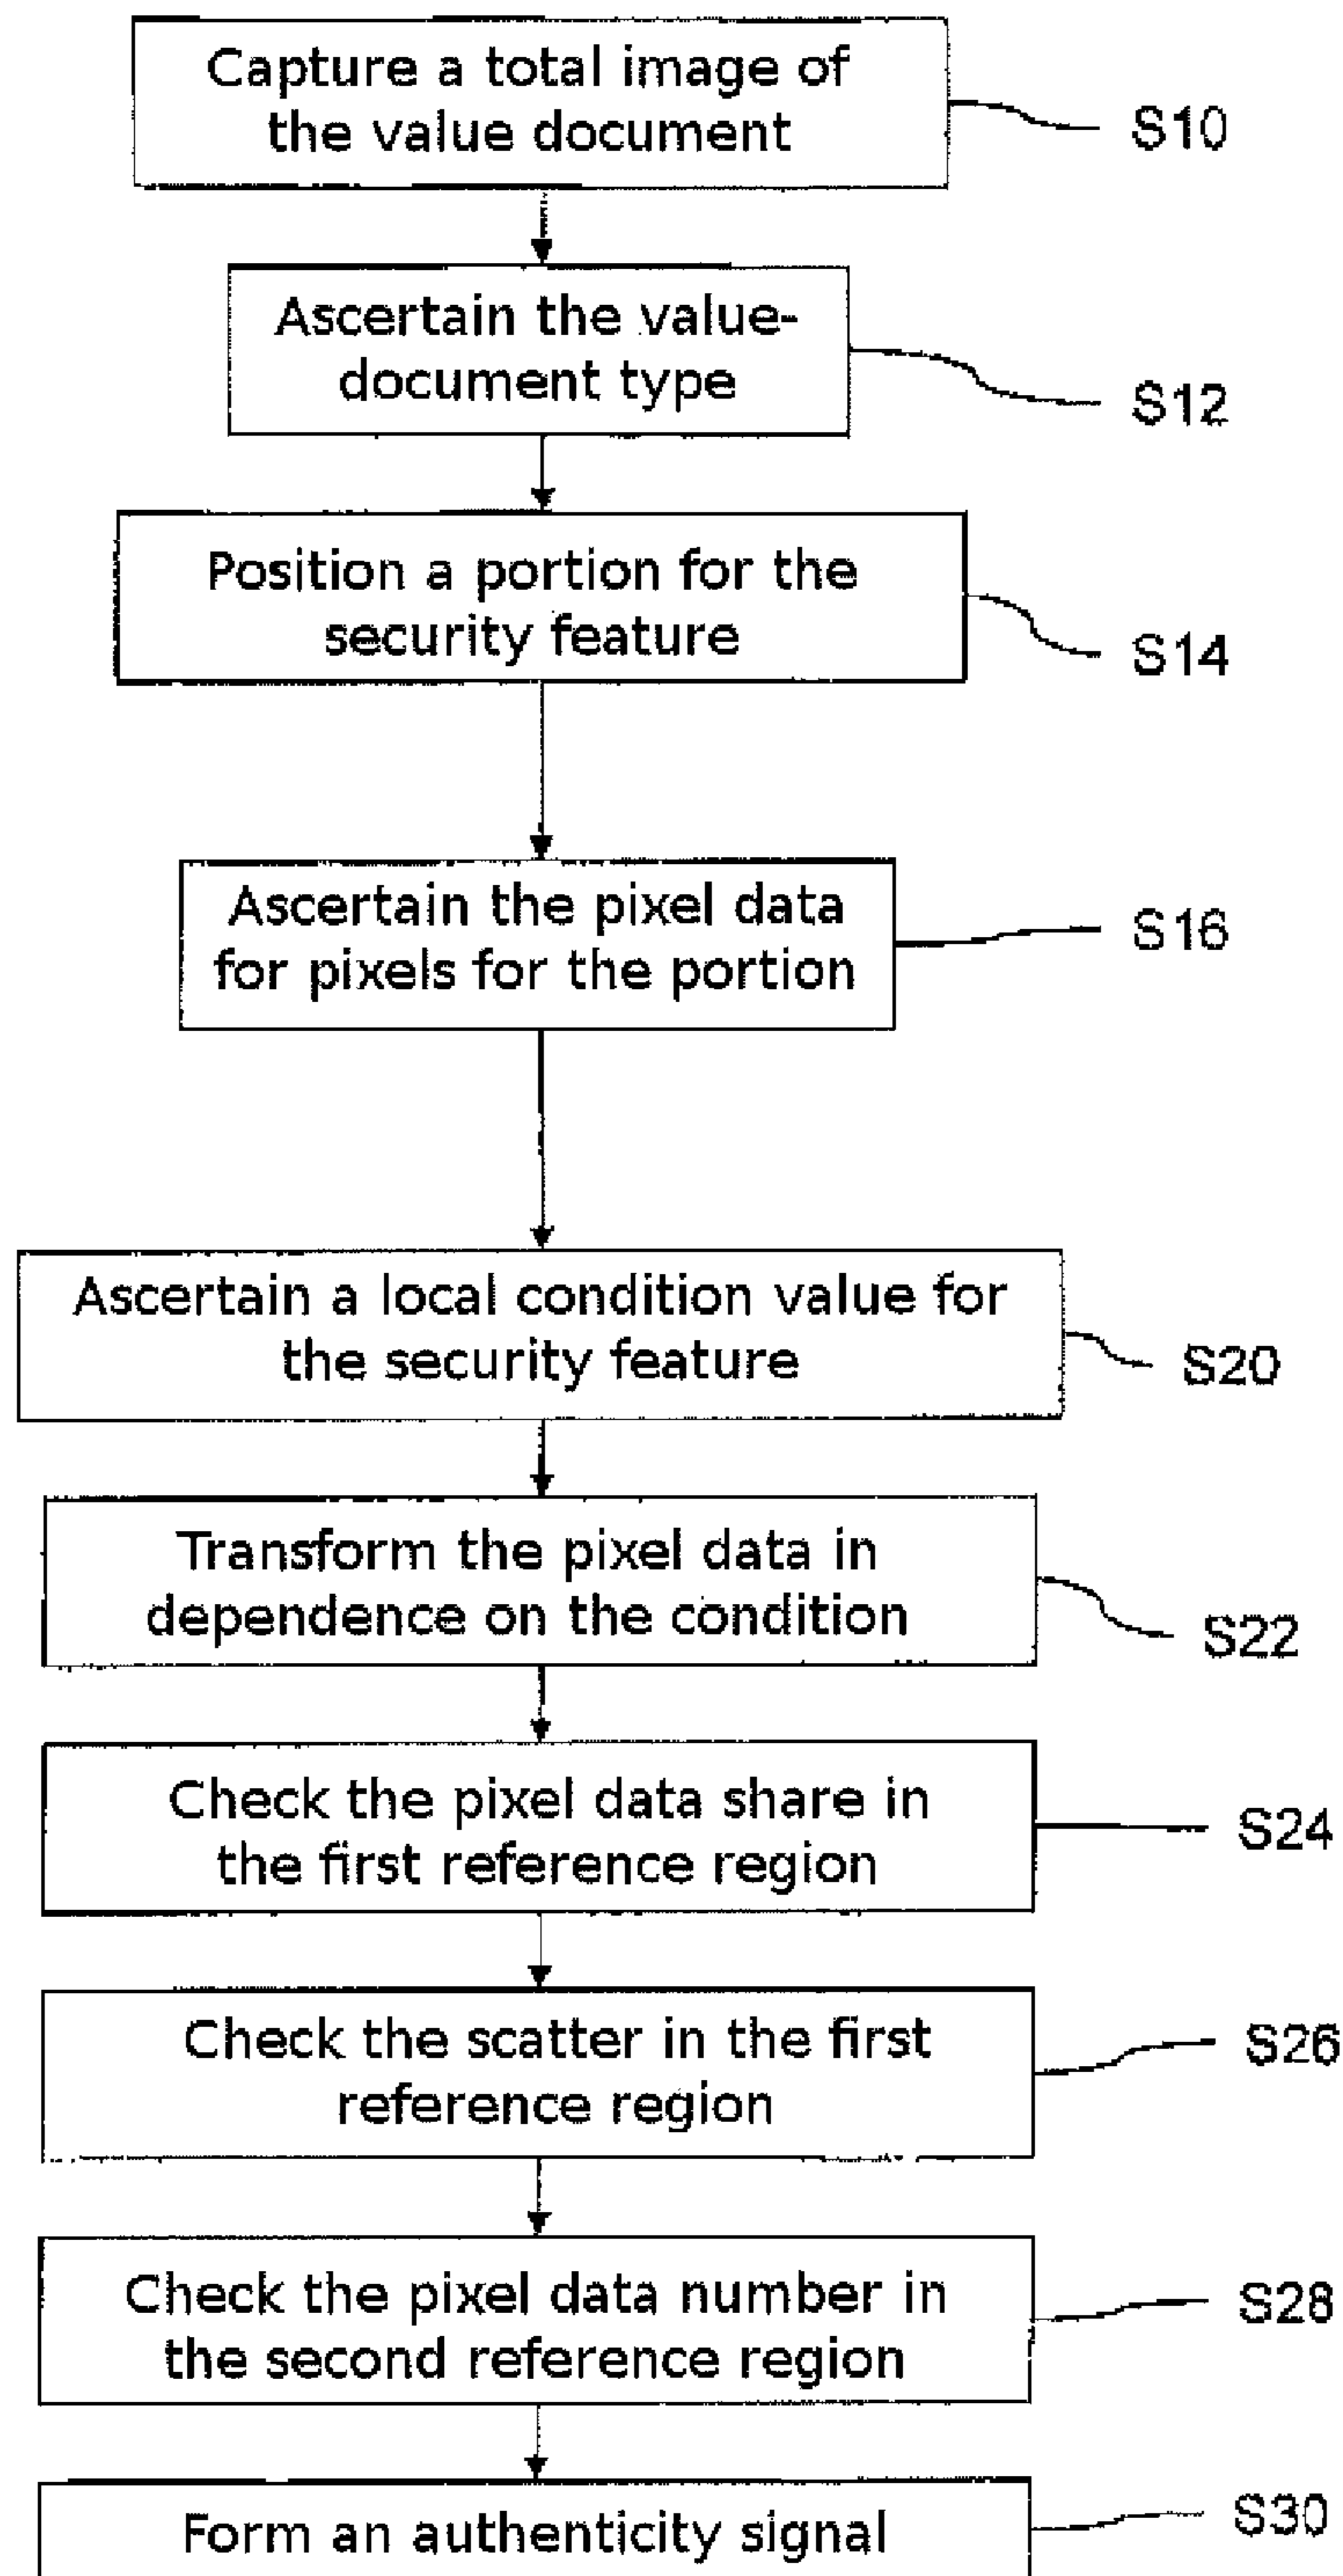 Capture a total image of
the value document
S10
Ascertain the value-
document type
S12
Position a portion for the
security feature
S14
Ascertain the pixel data
for pixels for the portion
S16
Ascertain a local condition value for
the security feature
S20
Transform the pixel data in
dependence on the condition
S22
Check the pixel data share in
the first reference region
S24
Check the scatter in the first
reference region
S26
Check the pixel data number in
the second reference region
S28
Form an authenticity signal
S30